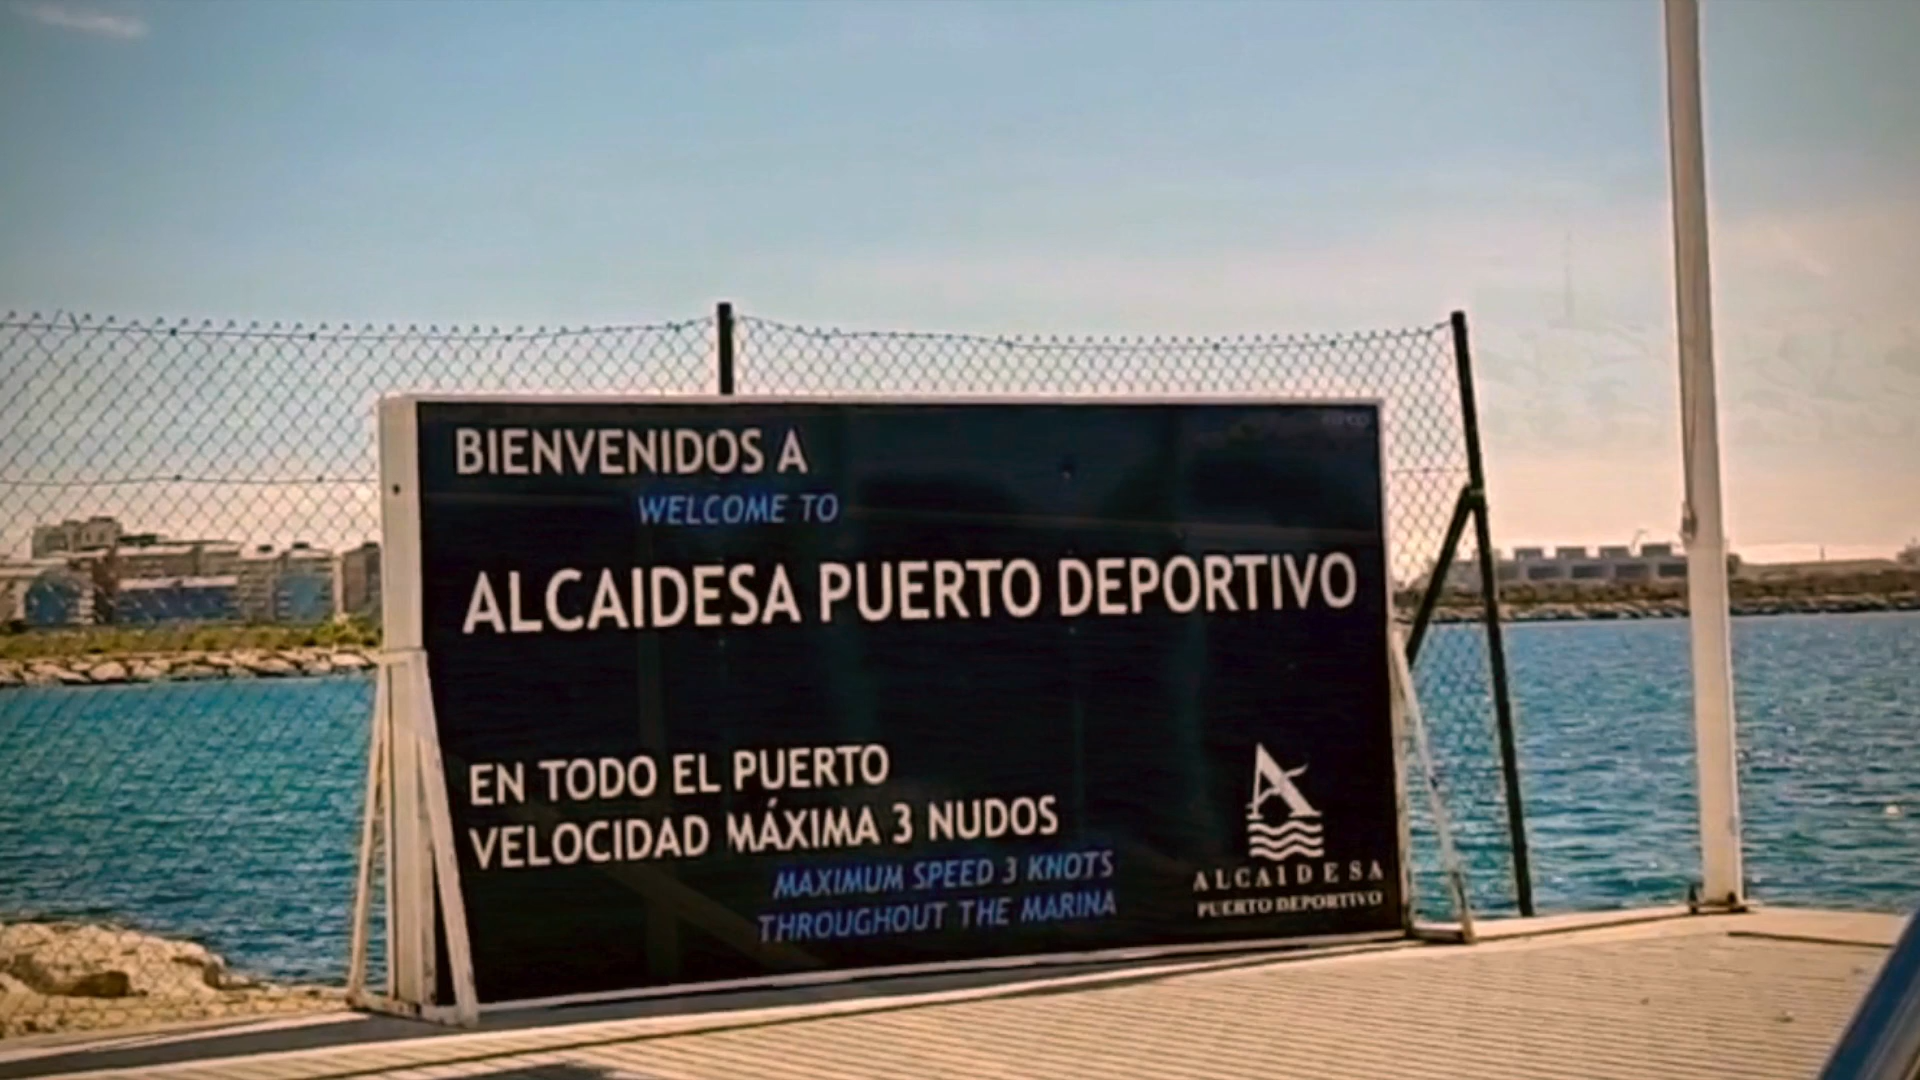 BIENVENIDOS A
WELCOME TO
ALCAIDESA PUERTO DEPORTIVO
EN TODO EL PUERTO
VELOCIDAD MÁXIMA 3 NUDOS
MAXIMUM SPEED 3 KNOTS
THROUGHOUT THE MARINA
ALCAIDESA
PUERTO DEPORTIVO